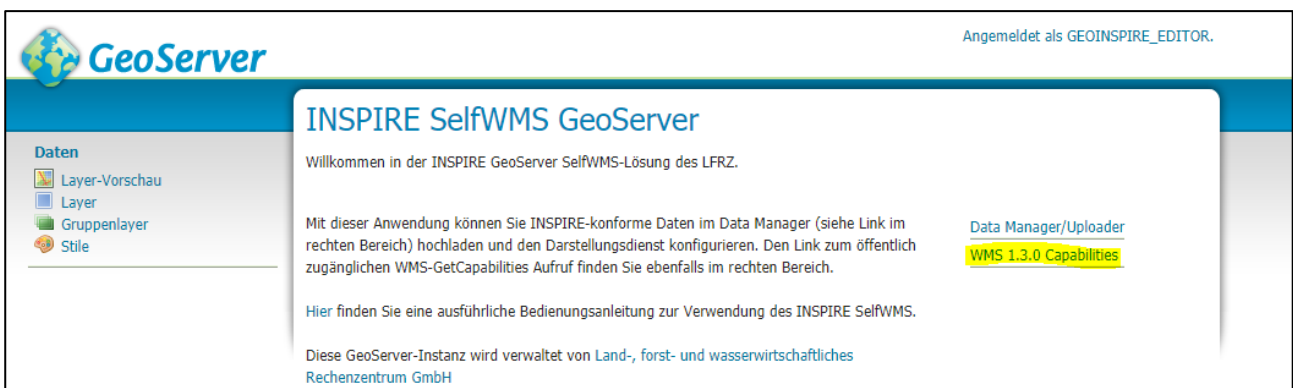 GeoServer
Angemeldet als GEOINSPIRE_EDITOR.
Daten
Layer-Vorschau
Layer
Gruppenlayer
Stile
INSPIRE SelfWMS GeoServer
Willkommen in der INSPIRE GeoServer SelfWMS-Lösung des LFRZ.
Mit dieser Anwendung können Sie INSPIRE-konforme Daten im Data Manager (siehe Link im
rechten Bereich) hochladen und den Darstellungsdienst konfigurieren. Den Link zum öffentlich
zugänglichen WMS-GetCapabilities Aufruf finden Sie ebenfalls im rechten Bereich.
Hier finden Sie eine ausführliche Bedienungsanleitung zur Verwendung des INSPIRE SelfWMS.
Diese GeoServer-Instanz wird verwaltet von Land-, forst- und wasserwirtschaftliches
Rechenzentrum GmbH
Data Manager/Uploader
WMS 1.3.0 Capabilities